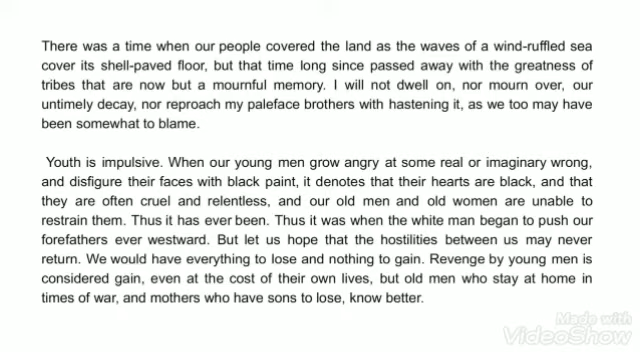 There was a time when our people covered the land as the waves of a wind-ruffled sea
cover its shell-paved floor, but that time long since passed away with the greatness of
tribes that are now but a mournful memory. I will not dwell on, nor mourn over, our
untimely decay, nor reproach my paleface brothers with hastening it, as we too may have
been somewhat to blame.
Youth is impulsive. When our young men grow angry at some real or imaginary wrong,
and disfigure their faces with black paint, it denotes that their hearts are black, and that
they are often cruel and relentless, and our old men and old women are unable to
restrain them. Thus it has ever been. Thus it was when the white man began to push our
forefathers ever westward. But let us hope that the hostilities between us may never
return. We would have everything to lose and nothing to gain. Revenge by young men is
considered gain, even at the cost of their own lives, but old men who stay at home in
times of war, and mothers who have sons to lose, know better.
Made with
VideoShow